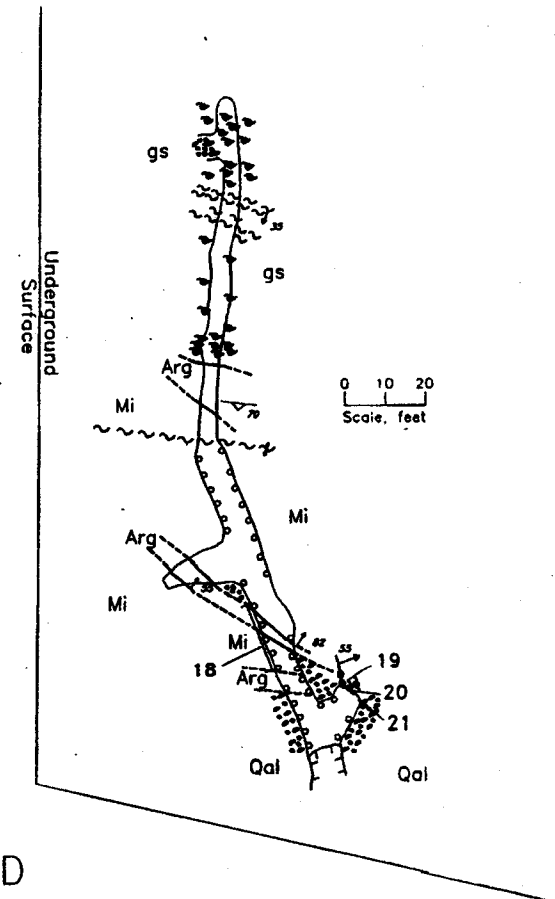 gs
35
gs
Underground
Surface
Arg
Mi
70
0 10 20
Scale, feet
Mi
Arg
55
Mi
Mi
82
55
18
19
Arg
20
21
Qal
Qal
D